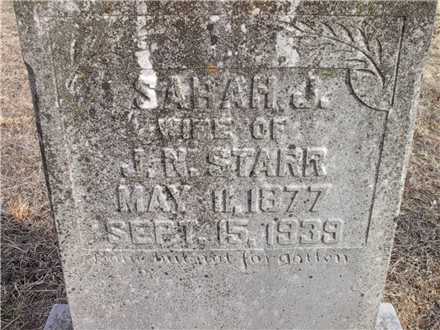 SARAH J.
WIFE OF
J. N. STARR
MAY 11, 1877
SEPT. 15, 1939
Gone but not forgotten